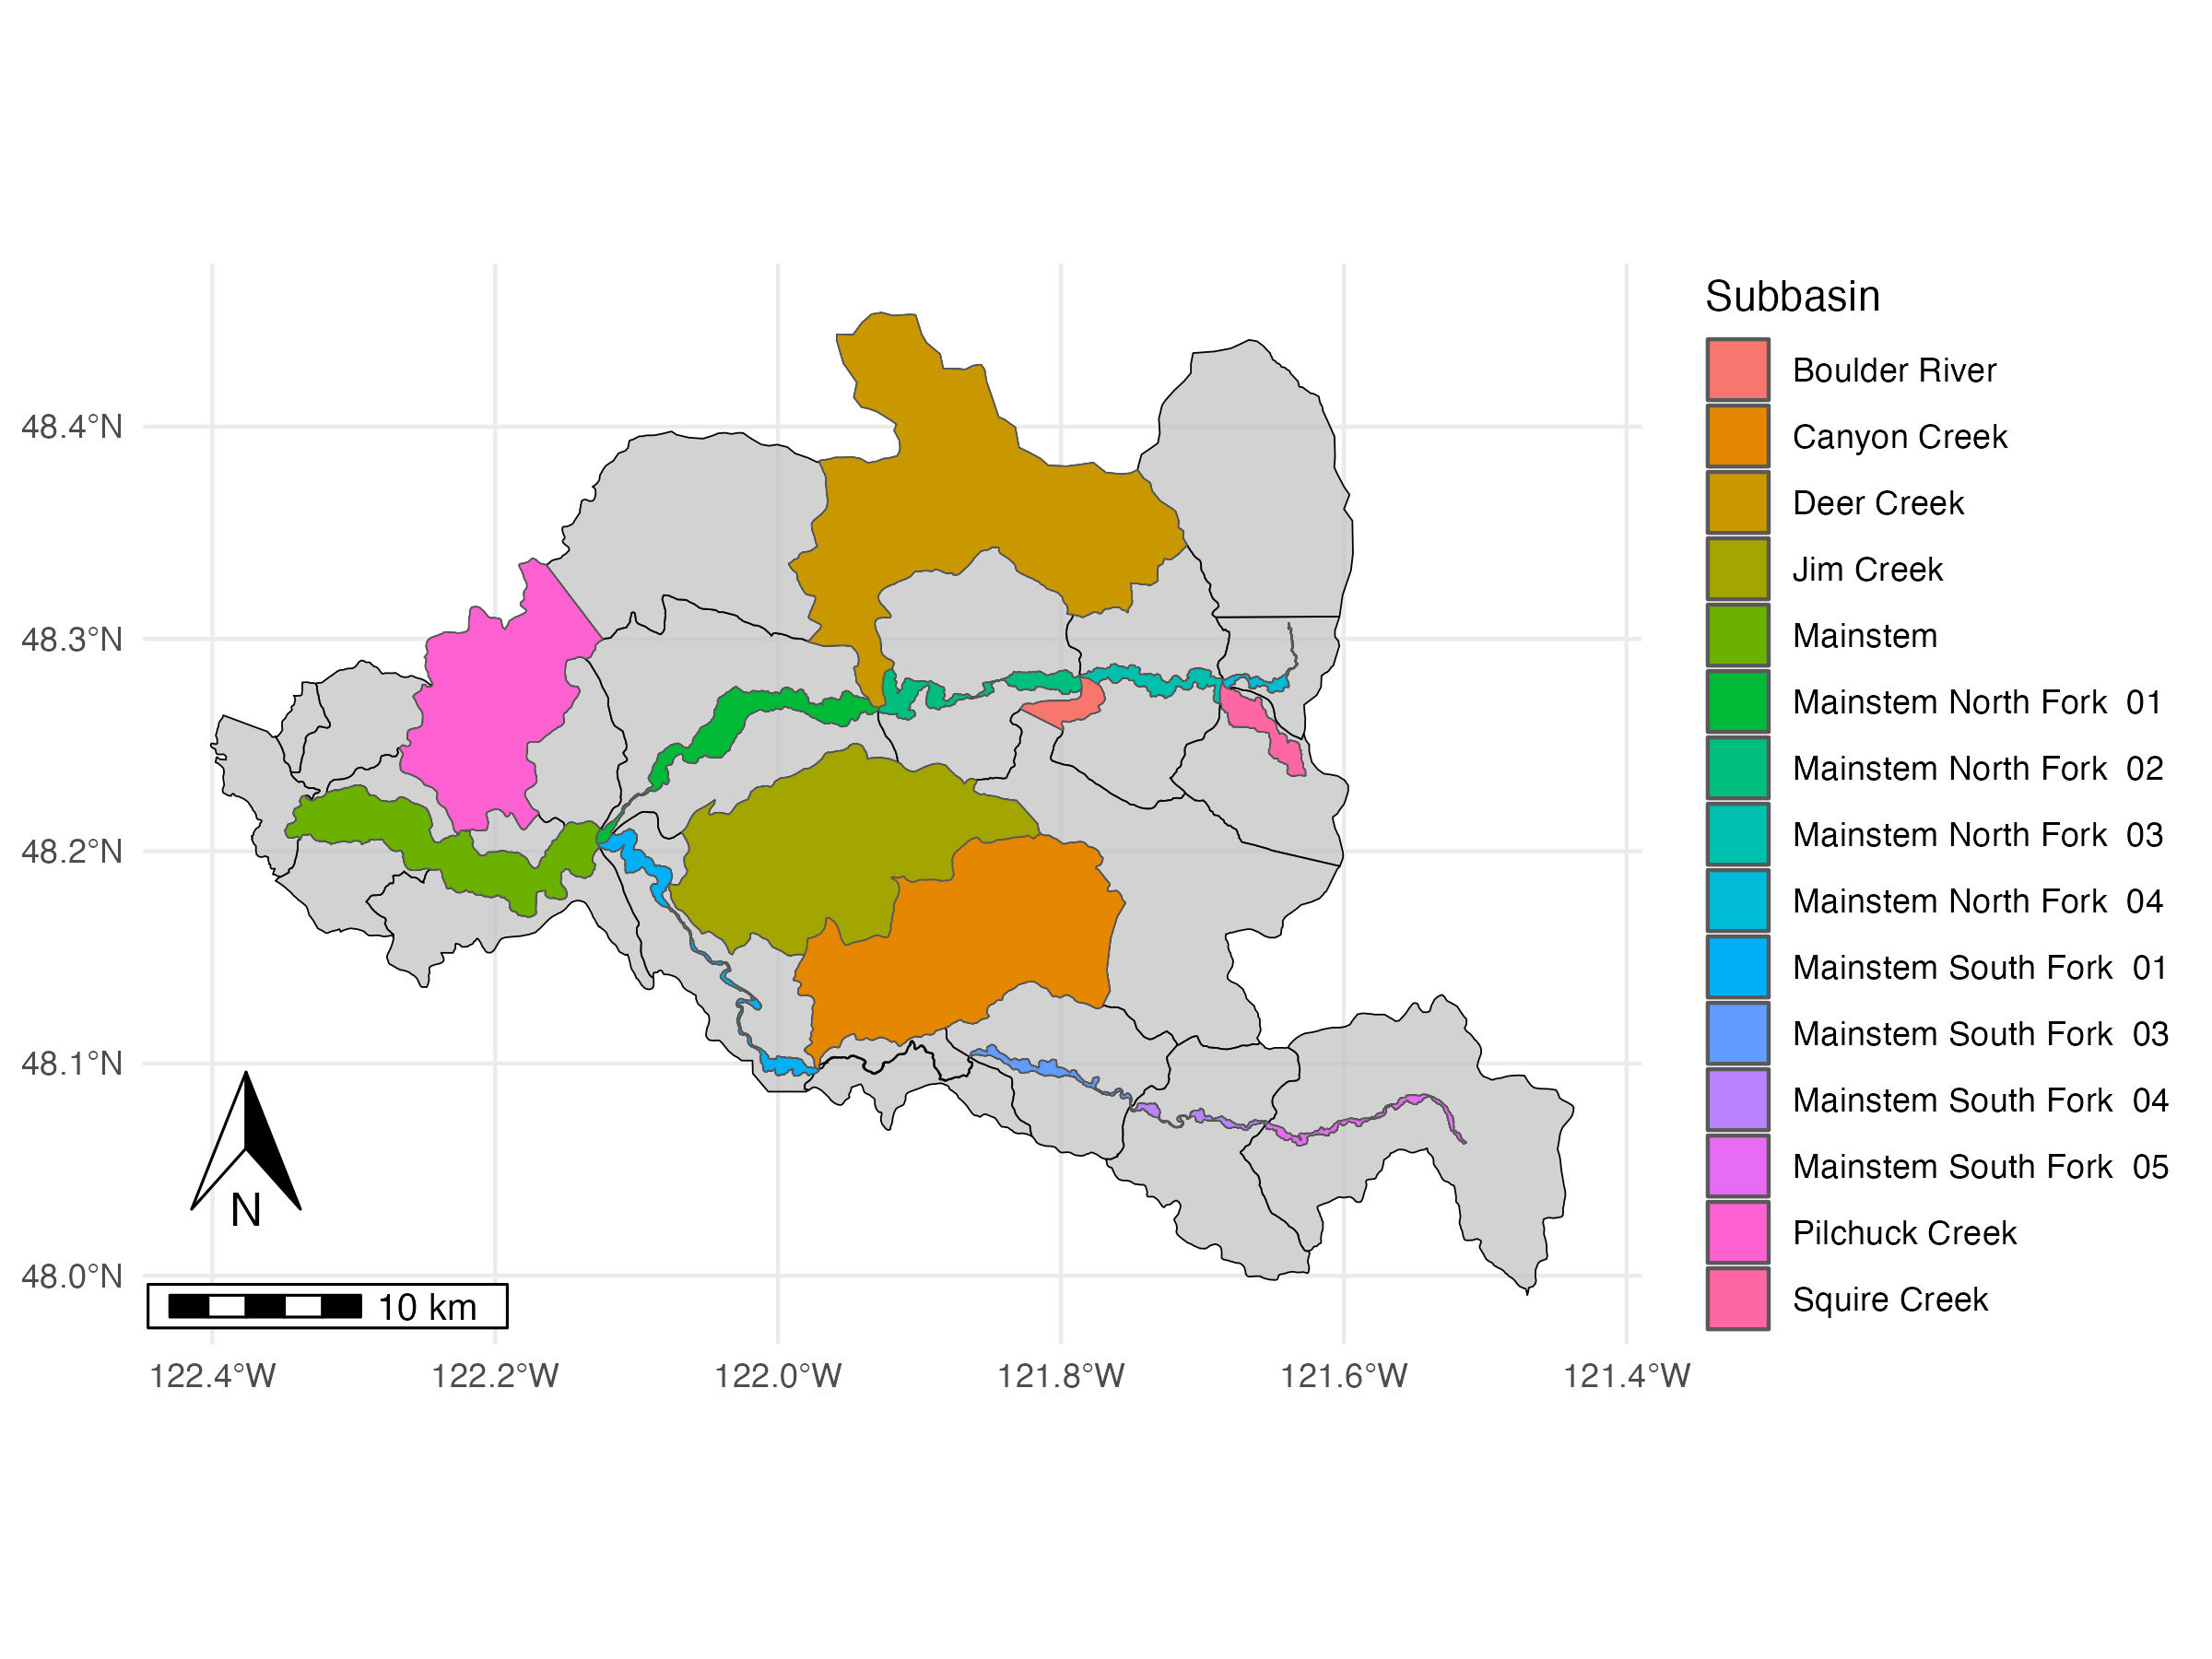 Subbasin
Boulder River
Canyon Creek
Deer Creek
Jim Creek
Mainstem
Mainstem North Fork  01
Mainstem North Fork  02
Mainstem North Fork  03
Mainstem North Fork  04
Mainstem South Fork  01
Mainstem South Fork  03
Mainstem South Fork  04
Mainstem South Fork  05
Pilchuck Creek
Squire Creek
48.4°N
48.3°N
48.2°N
48.1°N
48.0°N
N
10 km
122.4°W
122.2°W
122.0°W
121.8°W
121.6°W
121.4°W